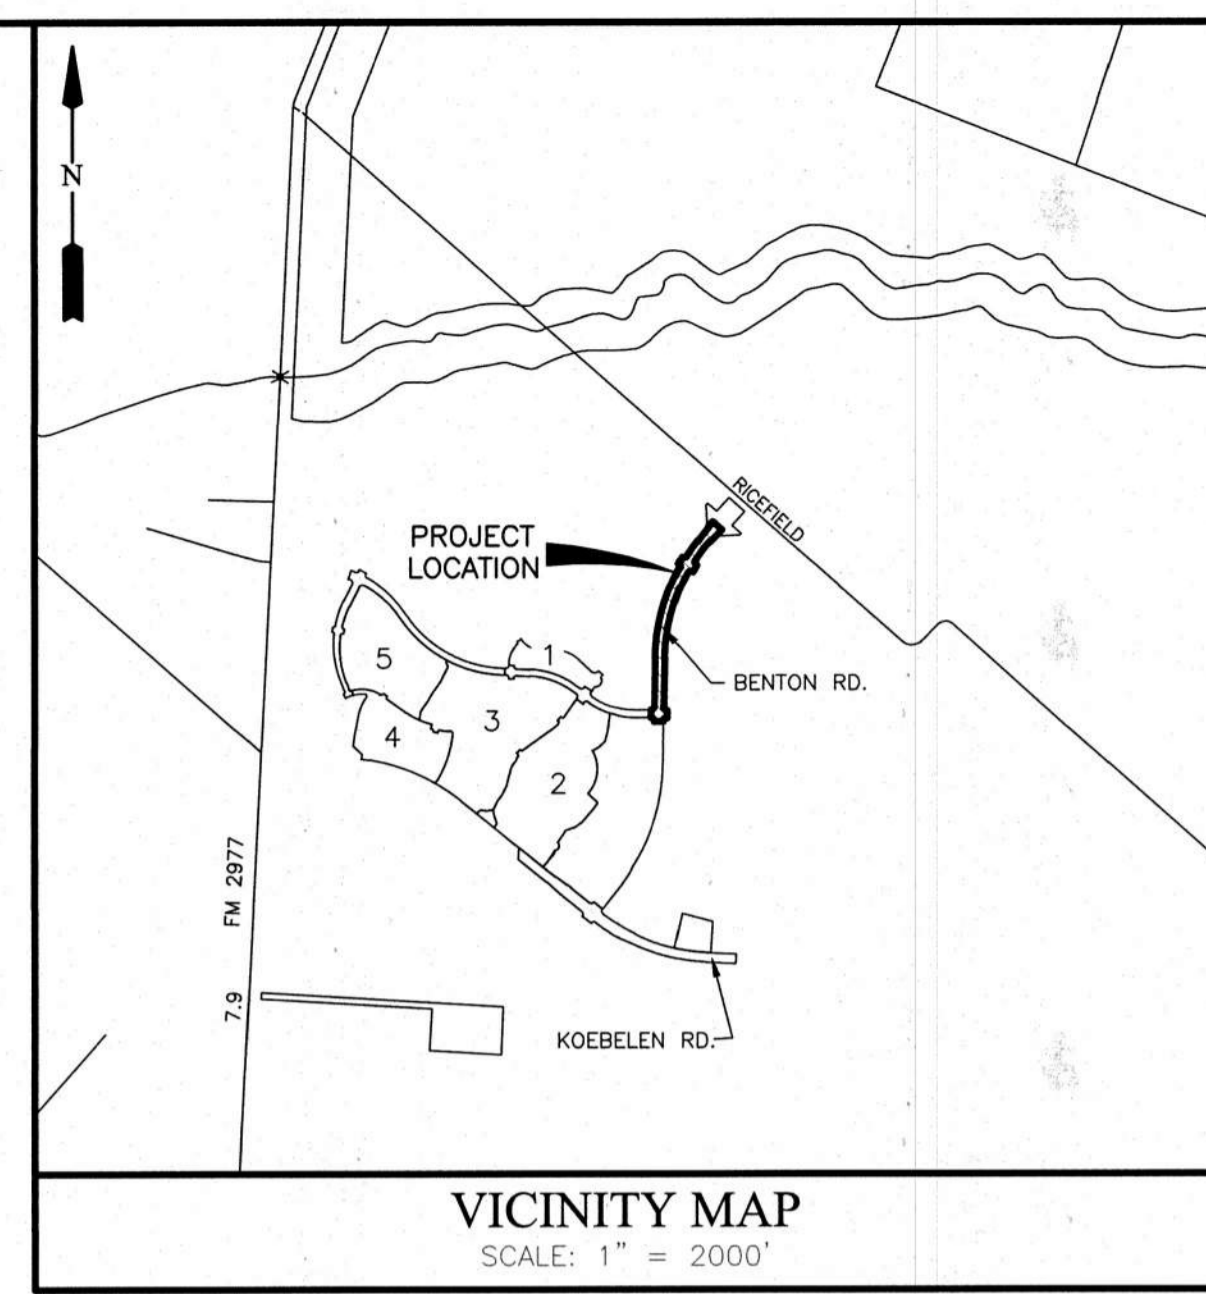 N
RICEFIELD
PROJECT
LOCATION
1
5
BENTON RD.
3
4
2
FM 2977
7.9
KOEBELEN RD.
VICINITY MAP
SCALE: 1" = 2000'